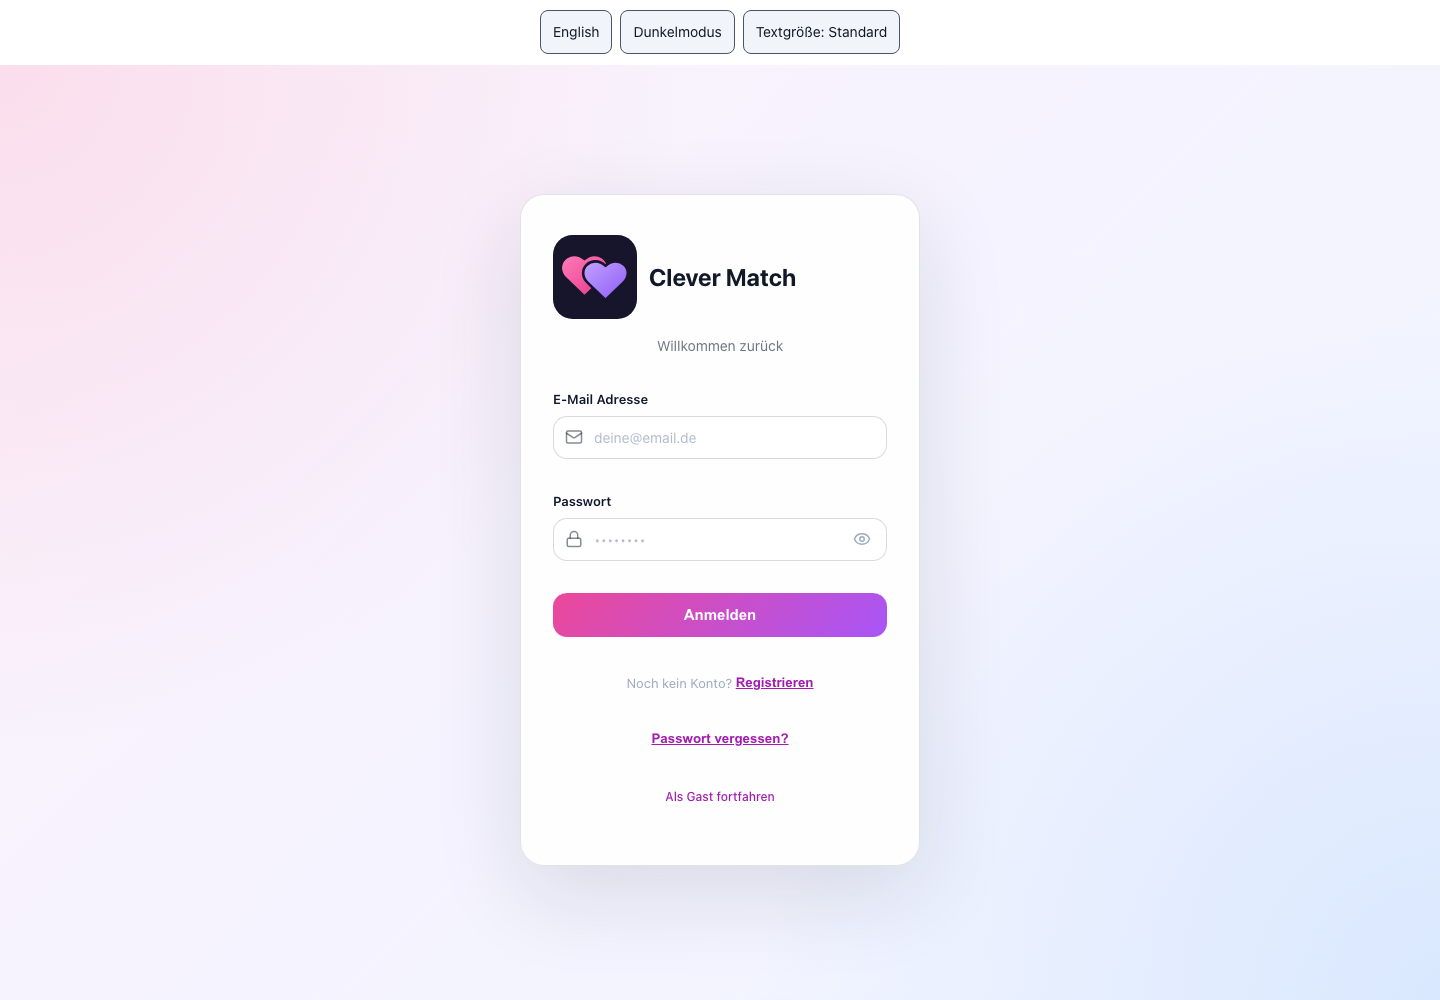 English
Dunkelmodus
Textgröße: Standard
Clever Match
Willkommen zurück
E-Mail Adresse
deine@email.de
Passwort
••••••••
Anmelden
Noch kein Konto? Registrieren
Passwort vergessen?
Als Gast fortfahren